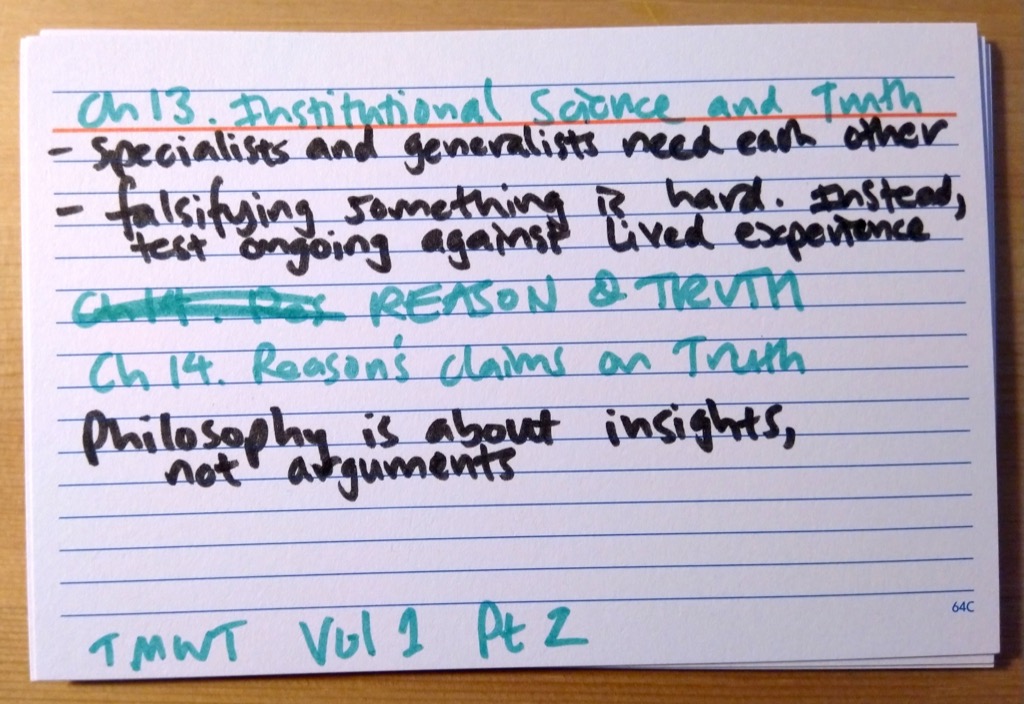 Ch 13. Institutional Science and Truth
- specialists and generalists need each other
- falsifying something is hard. Instead,
test ongoing against lived experience
Ch 14. Res REASON & TRUTH
Ch 14. Reason's claims on Truth
Philosophy is about insights,
not arguments
64C
TMWT Vol 1 Pt 2